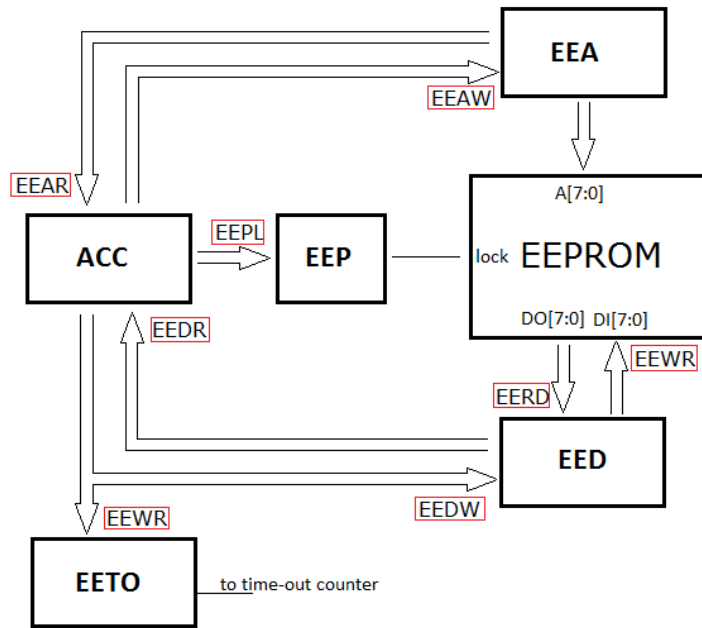 EEA
EEAW
EEAR
A[7:0]
ACC
EEPL
EEP
lock
EEPROM
EEDR
DO[7:0] DI[7:0]
EEWR
EERD
EED
EEWR
EEDW
EETO
to time-out counter